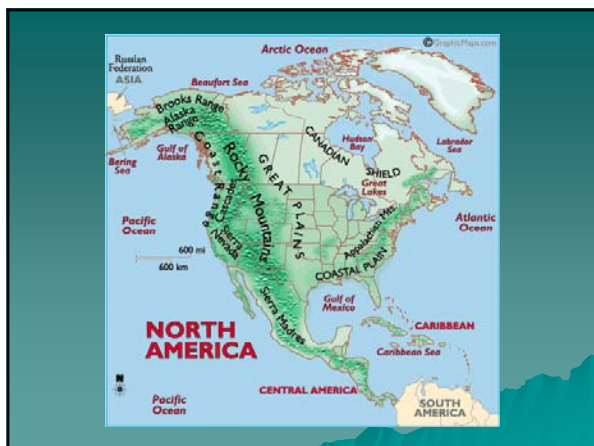 ©GraphicMaps.com
Arctic Ocean
Russian
Federation
ASIA
Beaufort Sea
Brooks Range
Alaska
Range
Bering
Sea
Gulf of
Alaska
Coast Range
Rocky Mountains
GREAT PLAINS
CANADIAN SHIELD
Hudson
Bay
Labrador
Sea
Great
Lakes
Cascades
Sierra
Nevada
Pacific
Ocean
600 mi
600 km
Appalachian Mts.
Atlantic
Ocean
COASTAL PLAIN
Gulf of
Mexico
Sierra Madres
NORTH
AMERICA
CARIBBEAN
Caribbean Sea
N
CENTRAL AMERICA
Pacific
Ocean
SOUTH
AMERICA